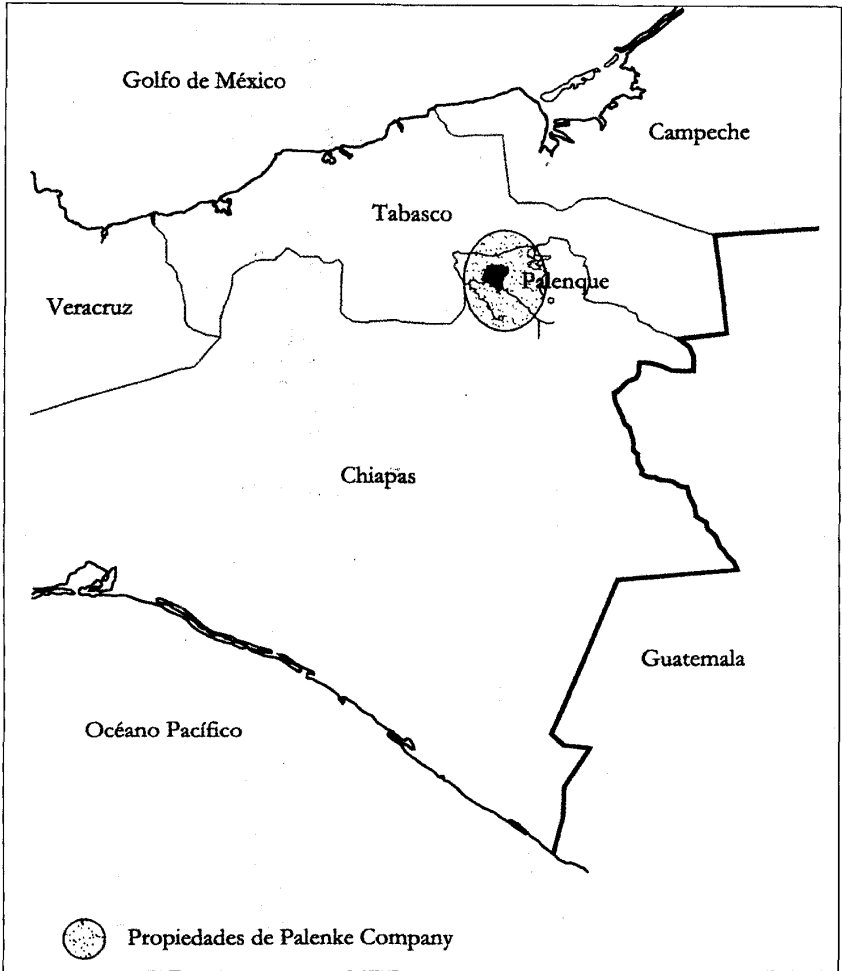 Golfo de México
Campeche
Tabasco
Palenque
Veracruz
Chiapas
Guatemala
Océano Pacífico
Propiedades de Palenke Company